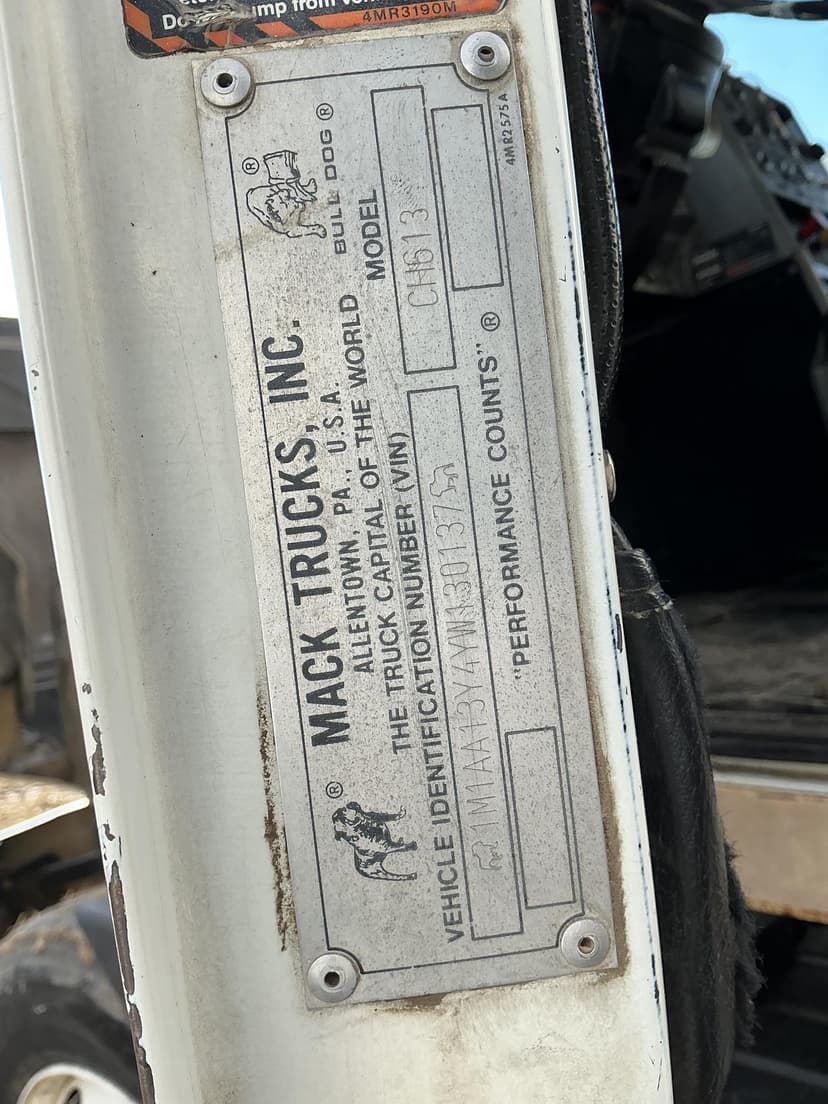 4MR3190M
® BULL DOG ®
MACK TRUCKS, INC.
ALLENTOWN, PA., U.S.A.
THE TRUCK CAPITAL OF THE WORLD
®
VEHICLE IDENTIFICATION NUMBER (VIN) MODEL
1M1AA13Y4YW130137 CH613
"PERFORMANCE COUNTS" ®
4MR2575A